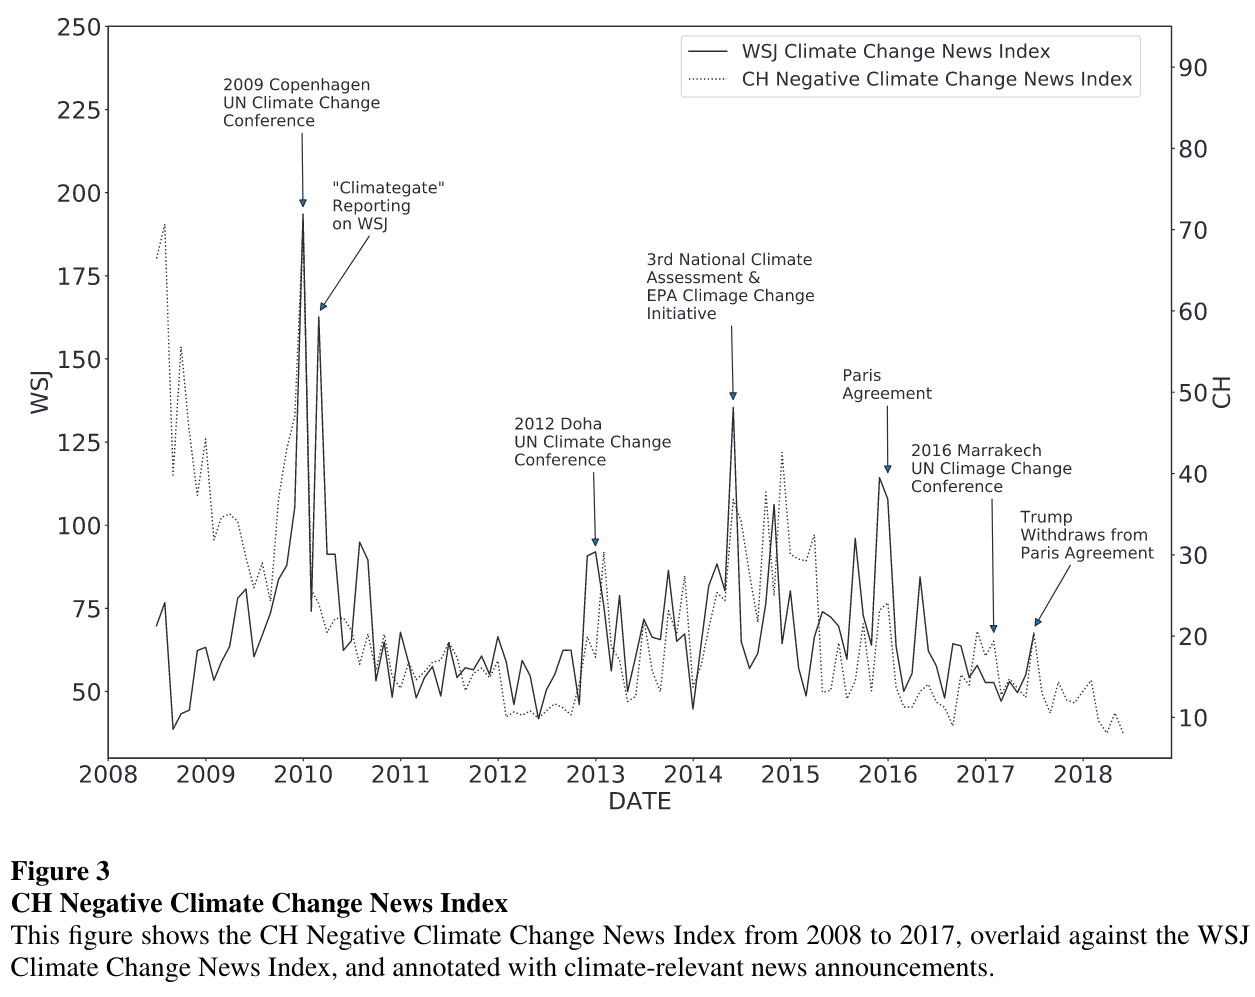 250
225
200
175
150
125
100
75
50
WSJ
90
80
70
60
50
40
30
20
10
CH
WSJ Climate Change News Index
CH Negative Climate Change News Index
2009 Copenhagen
UN Climate Change
Conference
"Climategate"
Reporting
on WSJ
2012 Doha
UN Climate Change
Conference
3rd National Climate
Assessment &
EPA Climage Change
Initiative
Paris
Agreement
2016 Marrakech
UN Climage Change
Conference
Trump
Withdraws from
Paris Agreement
2008 2009 2010 2011 2012 2013 2014 2015 2016 2017 2018
DATE
Figure 3
CH Negative Climate Change News Index
This figure shows the CH Negative Climate Change News Index from 2008 to 2017, overlaid against the WSJ
Climate Change News Index, and annotated with climate-relevant news announcements.